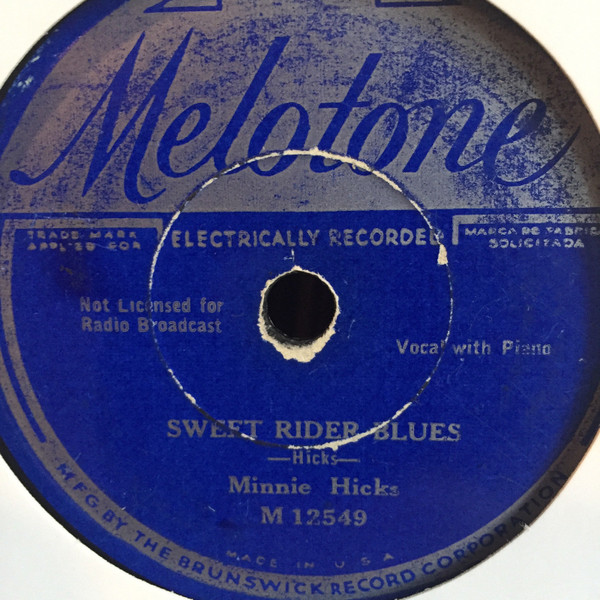 Melotone
TRADE MARK
APPLIED FOR
ELECTRICALLY RECORDED
MARCA DE FABRICA
SOLICITADA
Not Licensed for
Radio Broadcast
Vocal with Piano
SWEET RIDER BLUES
—Hicks—
Minnie Hicks
M 12549
MADE IN U S A
MFG BY THE BRUNSWICK RECORD CORPORATION